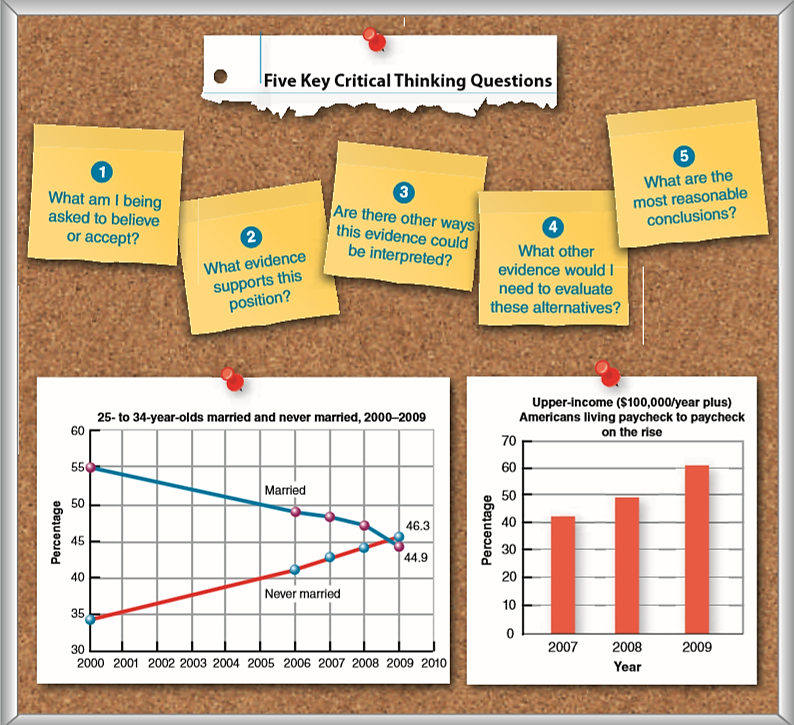 Five Key Critical Thinking Questions
1
What am I being
asked to believe
or accept?
2
What evidence
supports this
position?
3
Are there other ways
this evidence could
be interpreted?
4
What other
evidence would I
need to evaluate
these alternatives?
5
What are the
most reasonable
conclusions?
25- to 34-year-olds married and never married, 2000–2009
60
55
50
45
40
35
30
Percentage
Married
46.3
44.9
Never married
2000 2001 2002 2003 2004 2005 2006 2007 2008 2009 2010
Upper-income ($100,000/year plus)
Americans living paycheck to paycheck
on the rise
70
60
50
40
30
20
10
0
Percentage
2007 2008 2009
Year